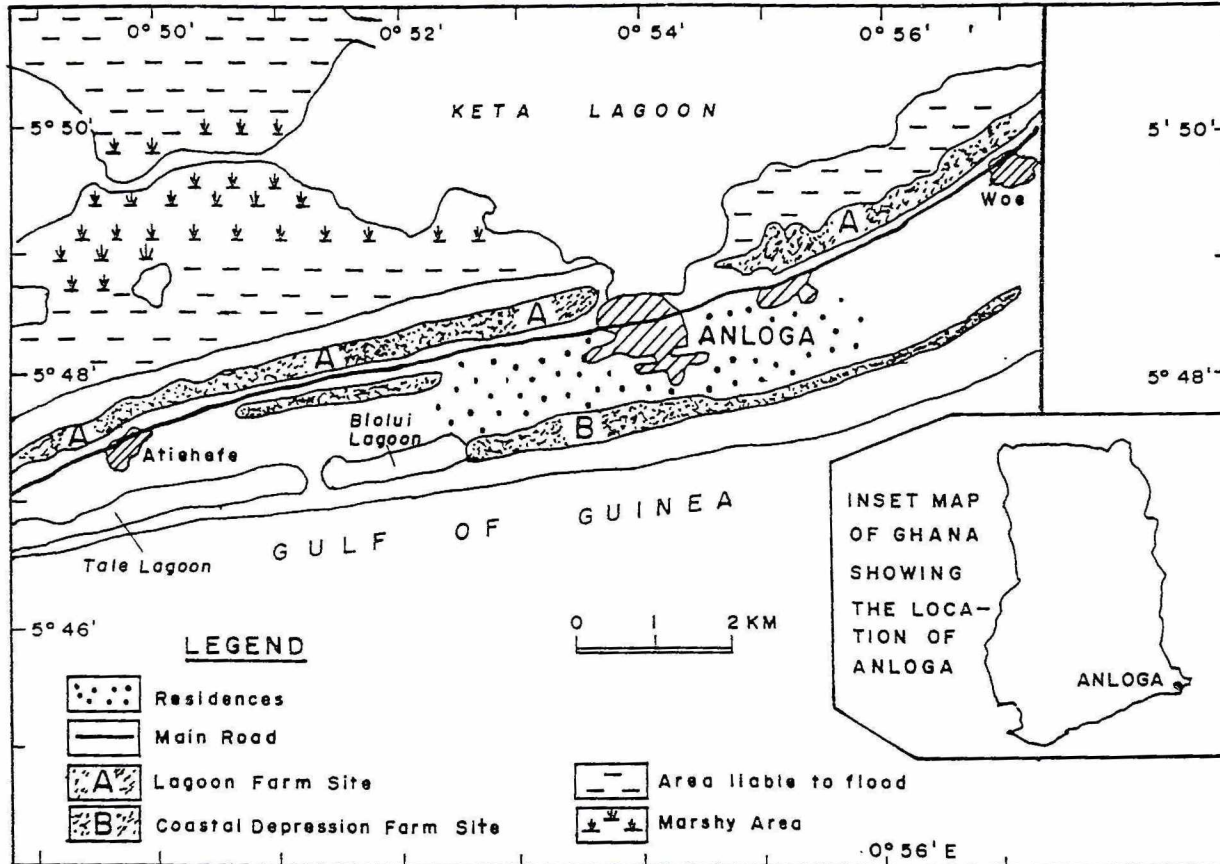 0° 50'
0° 52'
0° 54'
0° 56'
KETA LAGOON
5° 50'
5' 50'
A
Woe
A
ANLOGA
A
5° 48'
5° 48'
Blolui
Lagoon
B
A
Atiehefe
GULF OF GUINEA
Tale Lagoon
INSET MAP
OF GHANA
SHOWING
THE LOCA-
TION OF
ANLOGA
ANLOGA
5° 46'
0 1 2 KM
LEGEND
Residences
Main Road
A Lagoon Farm Site
B Coastal Depression Farm Site
Area liable to flood
Marshy Area
0° 56' E